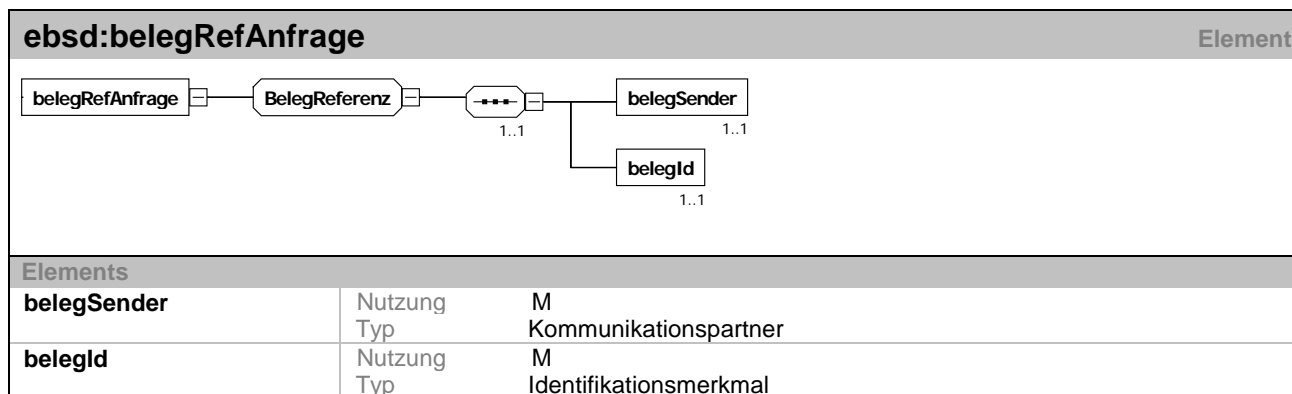 ebsd:belegRefAnfrage Element
belegRefAnfrage BelegReferenz belegSender
1..1 1..1
belegId
1..1
Elements
belegSender Nutzung M
Typ Kommunikationspartner
belegId Nutzung M
Typ Identifikationsmerkmal